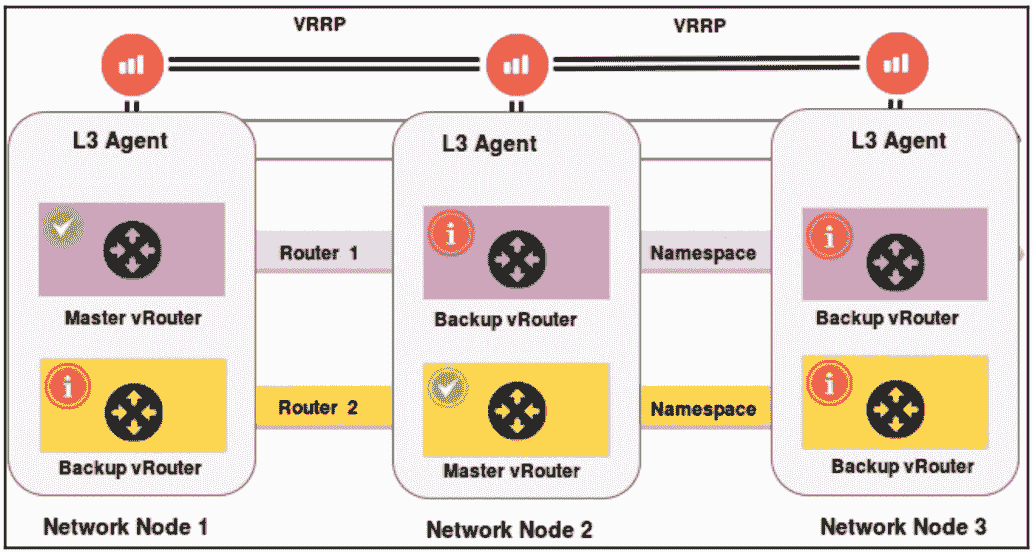 VRRP
VRRP
L3 Agent
L3 Agent
L3 Agent
Router 1
Namespace
Master vRouter
Backup vRouter
Backup vRouter
Router 2
Namespace
Backup vRouter
Master vRouter
Backup vRouter
Network Node 1
Network Node 2
Network Node 3